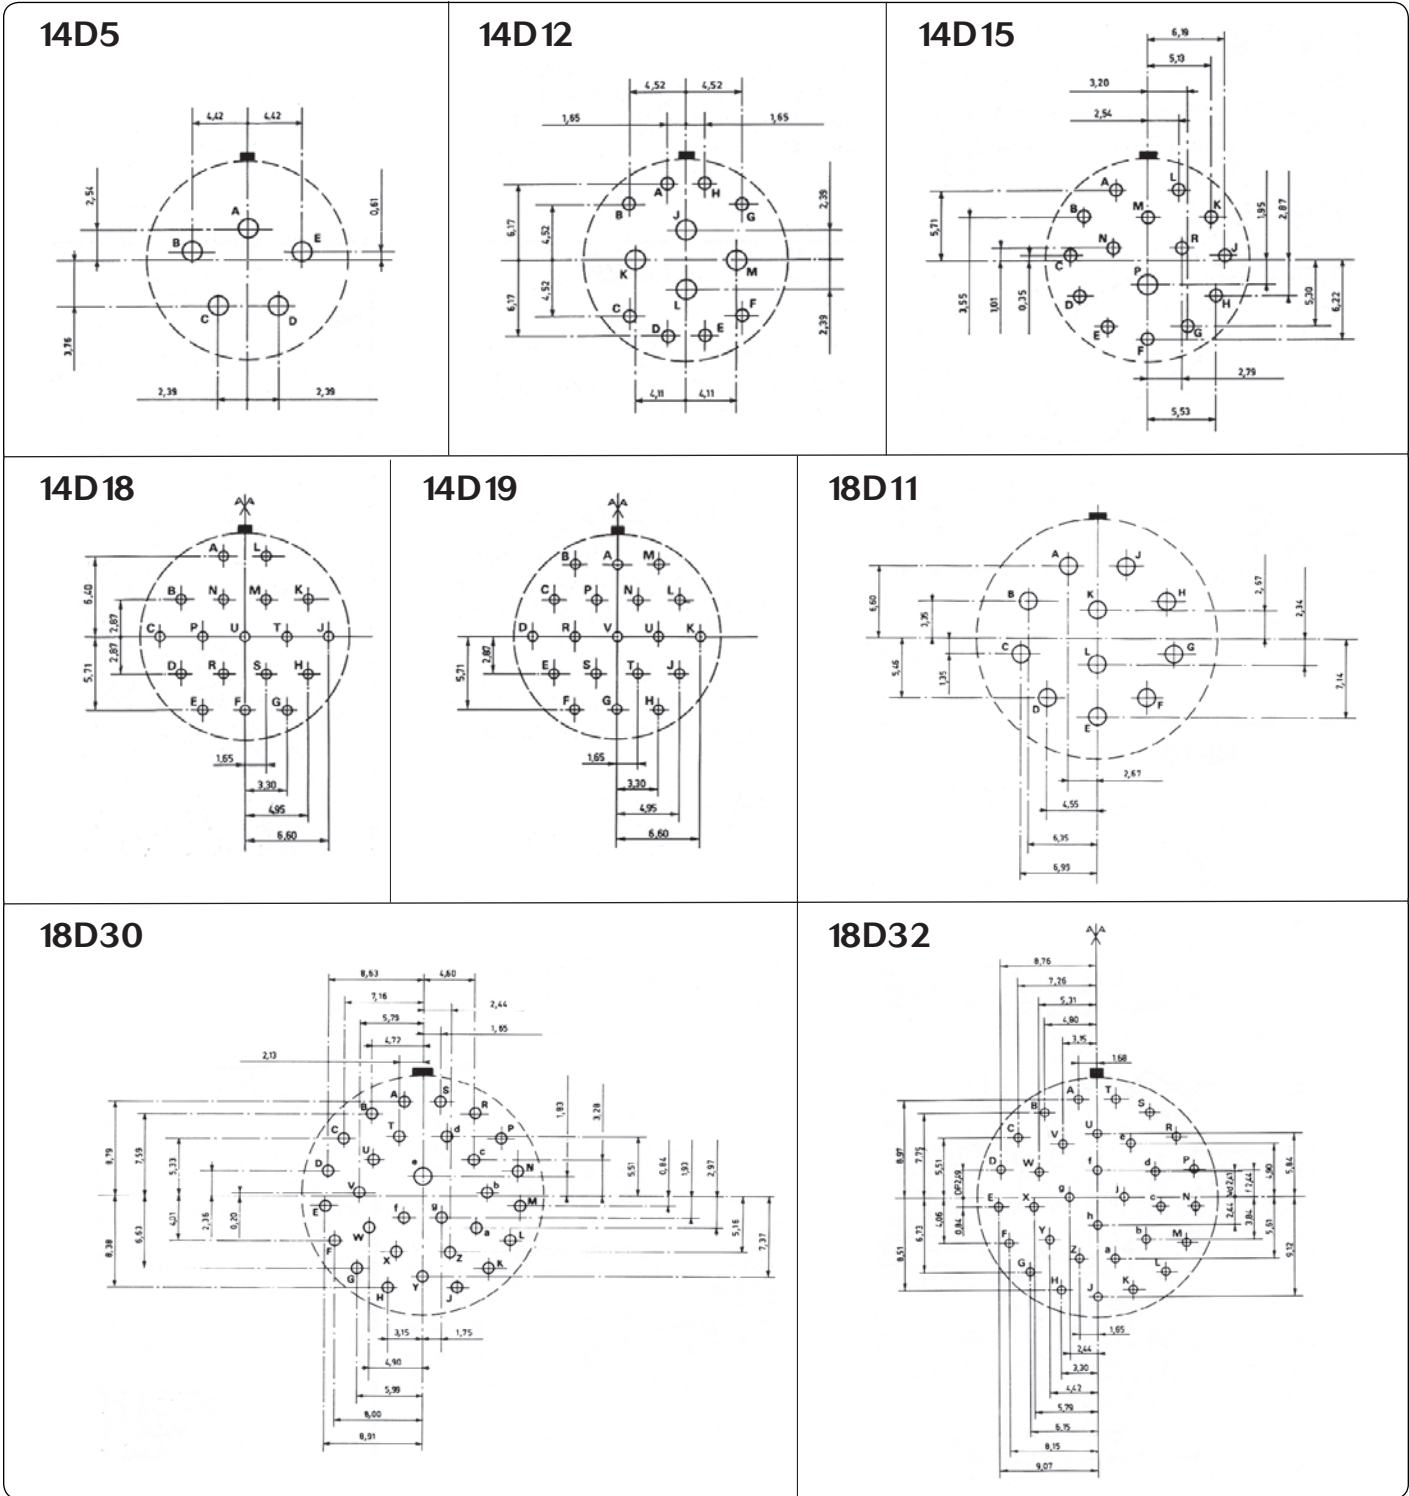 14D5
4,42 4,42
2,54
0,61
A
B E
C D
3,76
2,39 2,39
14D12
4,52 4,52
1,65 1,65
A H
B G
J
K M
L
C F
D E
6,17 4,52 2,39
6,17 4,52 2,39
4,11 4,11
14D15
6,19
5,13
3,20
2,54
A L
B M K
N R
C J
P
D H
E G
F
5,71
3,55 1,01 0,35
1,95 2,87
5,30 6,22
2,79
5,53
14D18
A L
B N M K
C P U T J
D R S H
E F G
6,40 2,87
5,71 2,87
1,65
3,30
4,95
6,60
14D19
B A M
C P N L
D R V U K
E S T J
F G H
5,71 2,87
1,65
3,30
4,95
6,60
18D11
A J
B K H
C L G
D F
E
6,60 3,35
5,46 1,35
2,67 2,34
7,14
2,67
4,55
6,35
6,93
18D30
8,63 4,60
7,16 2,44
5,79 1,65
4,72
2,13
A S
B R
C T d P
U c
D e N
V b
E M
f g
W a L
F
X Z
G K
H Y J
8,79 7,59 5,33
8,38 6,63 4,01 2,36 0,20
1,83 3,28
5,51 0,84 1,93 2,97
5,16 7,37
3,15 1,75
4,90
5,99
8,00
8,91
18D32
8,76
7,26
5,31
4,80
3,15
1,68
A T
B S
C V U e R
D W f d P
g j
E X c N
h
F Y b M
Z a
G L
H J K
8,97 7,75 5,51
8,51 6,73 4,06 0,84
4,90 5,84
2,44 3,84 5,61 9,12
1,65
2,44
3,30
4,42
5,79
6,15
8,15
9,07